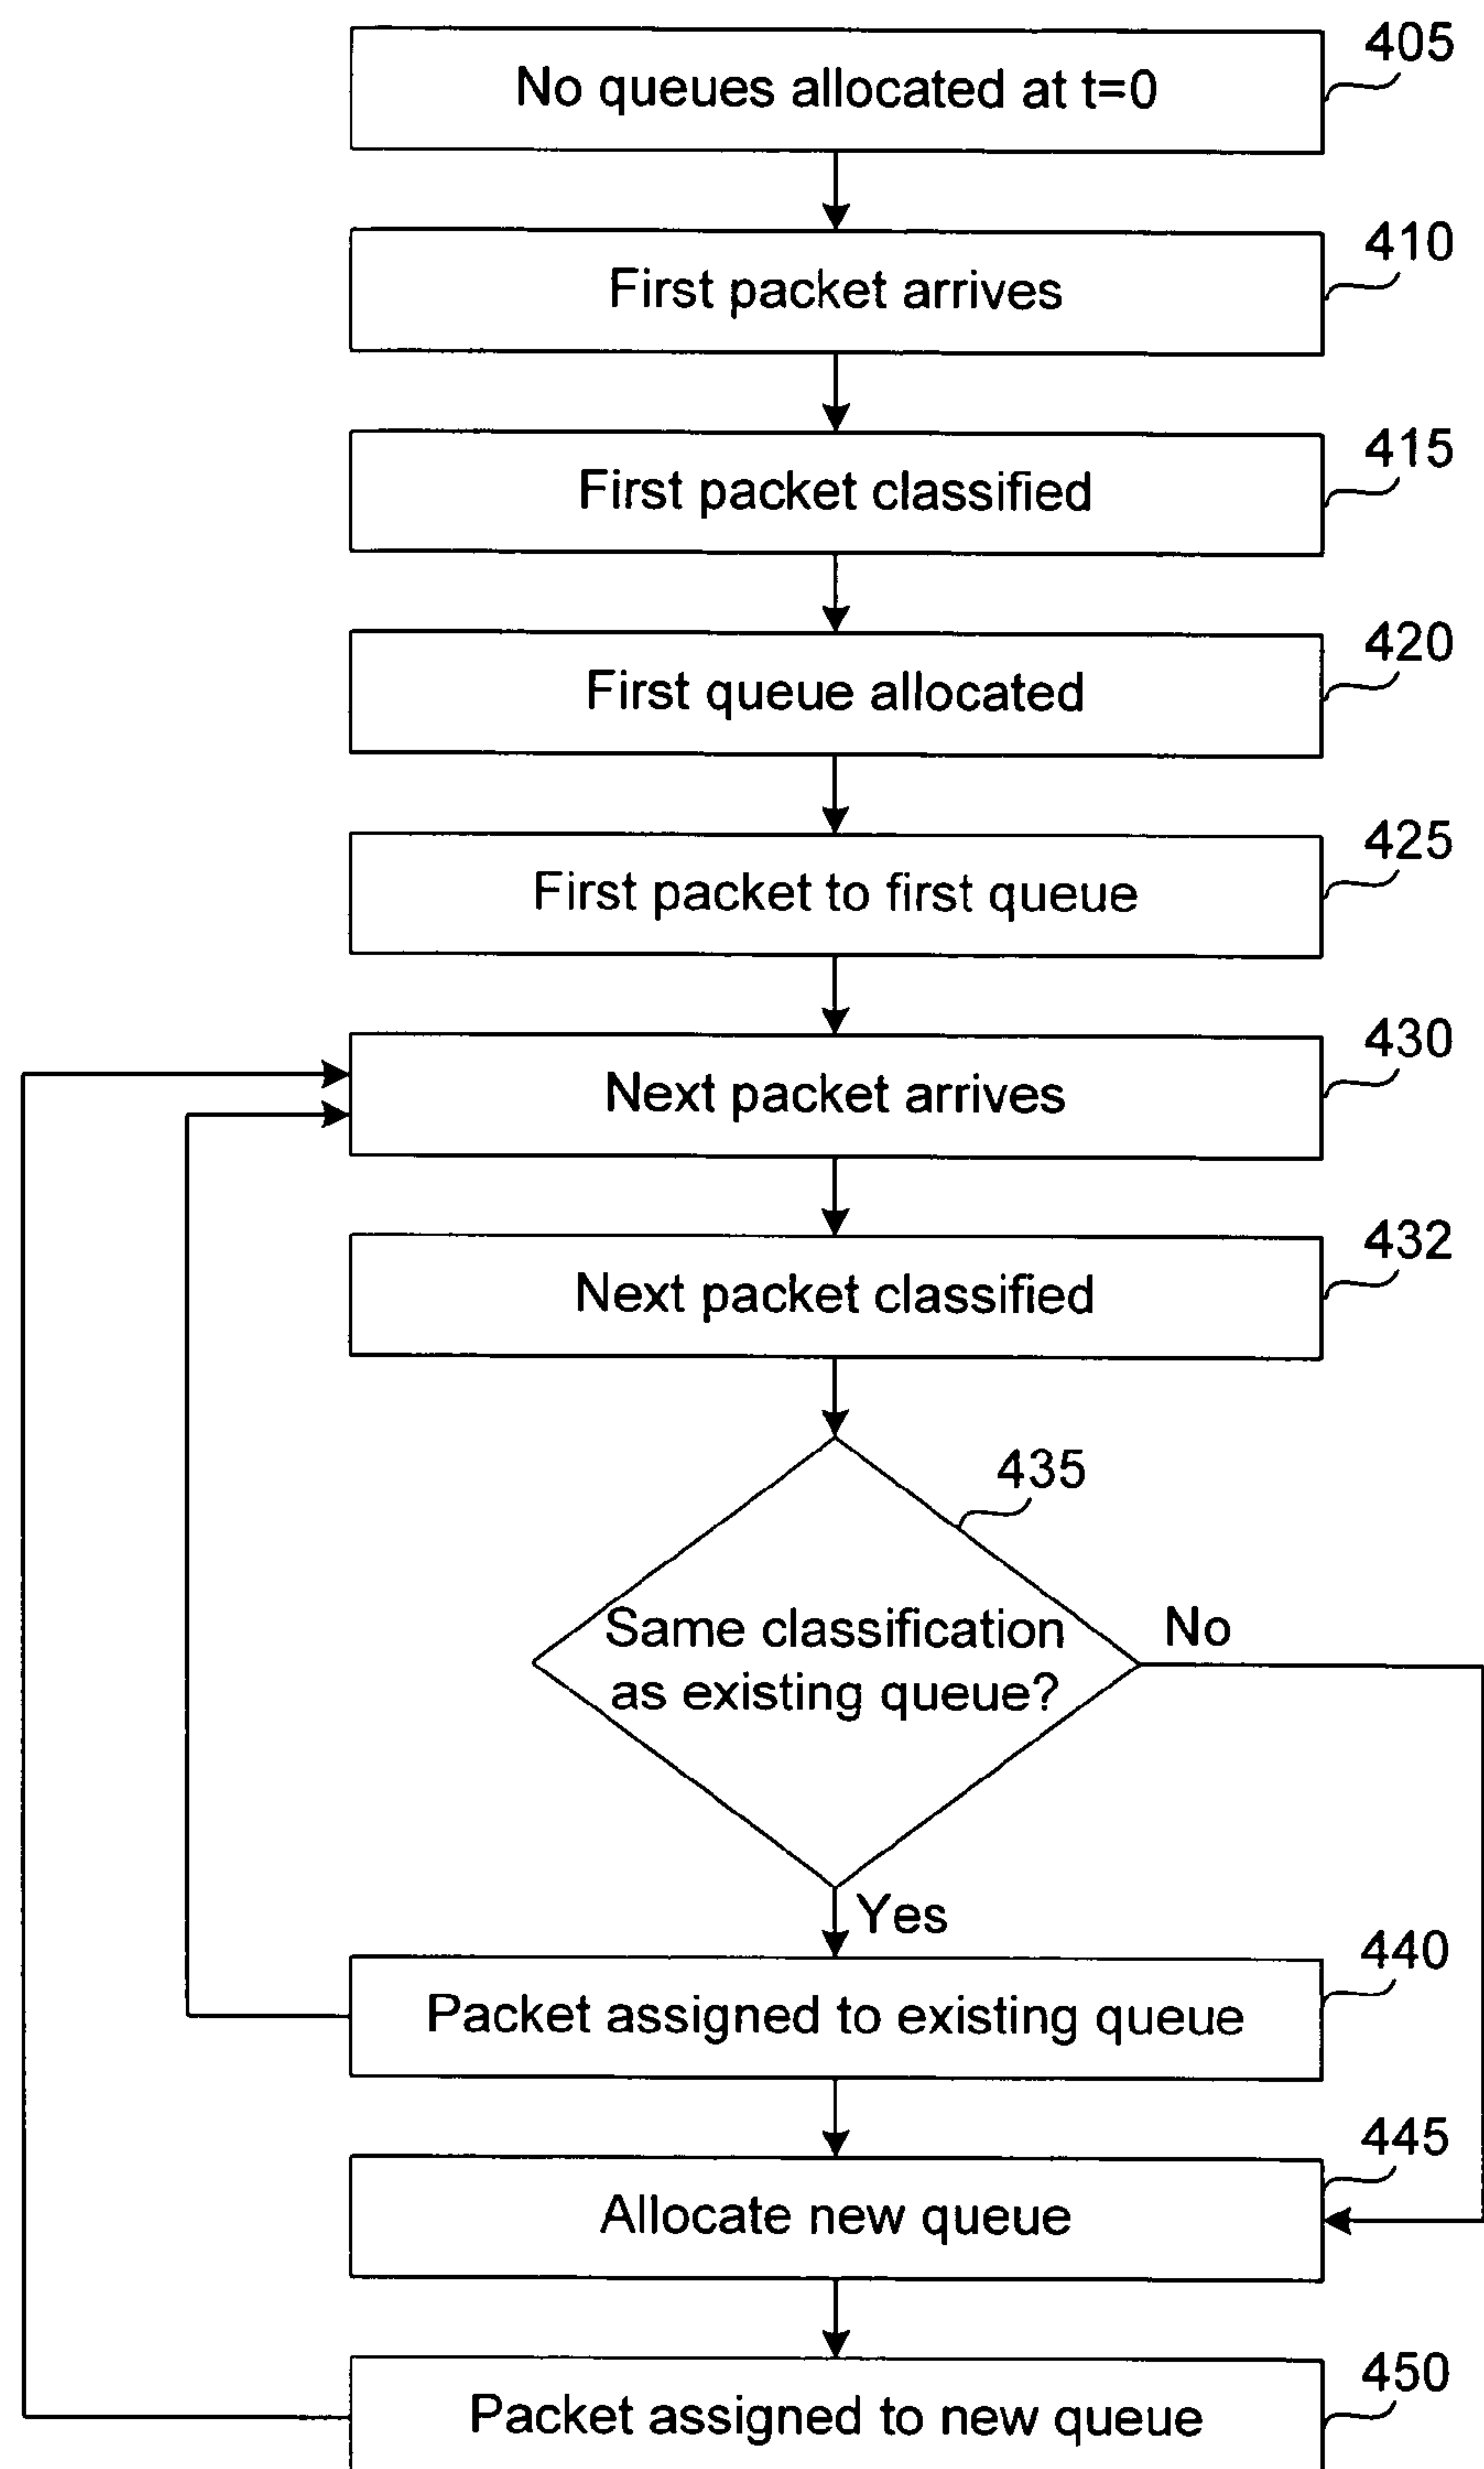 No queues allocated at t=0
405
First packet arrives
410
First packet classified
415
First queue allocated
420
First packet to first queue
425
Next packet arrives
430
Next packet classified
432
435
Same classification
as existing queue?
No
Yes
Packet assigned to existing queue
440
Allocate new queue
445
Packet assigned to new queue
450